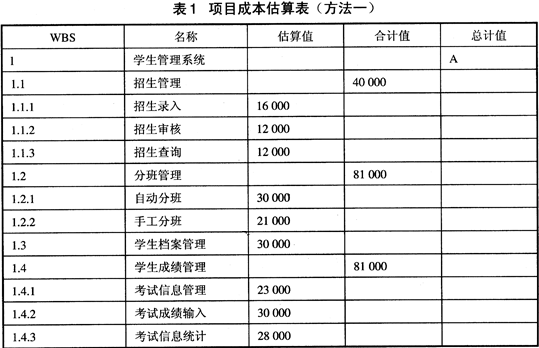 表1 项目成本估算表（方法一）
WBS 名称 估算值 合计值 总计值
1 学生管理系统 A
1.1 招生管理 40 000
1.1.1 招生录入 16 000
1.1.2 招生审核 12 000
1.1.3 招生查询 12 000
1.2 分班管理 81 000
1.2.1 自动分班 30 000
1.2.2 手工分班 21 000
1.3 学生档案管理 30 000
1.4 学生成绩管理 81 000
1.4.1 考试信息管理 23 000
1.4.2 考试成绩输入 30 000
1.4.3 考试信息统计 28 000